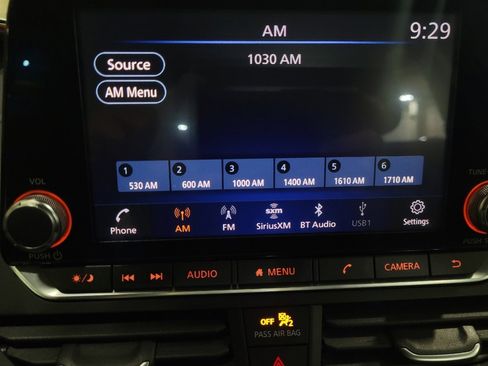 AM 9:29
Source 1030 AM
AM Menu
1 2 3 4 5 6
530 AM 600 AM 1000 AM 1400 AM 1610 AM 1710 AM
VOL TUNE
Phone AM FM sxm SiriusXM BT Audio USB1 Settings
PUSH PUSH
AUDIO MENU CAMERA
OFF 2
PASS AIR BAG